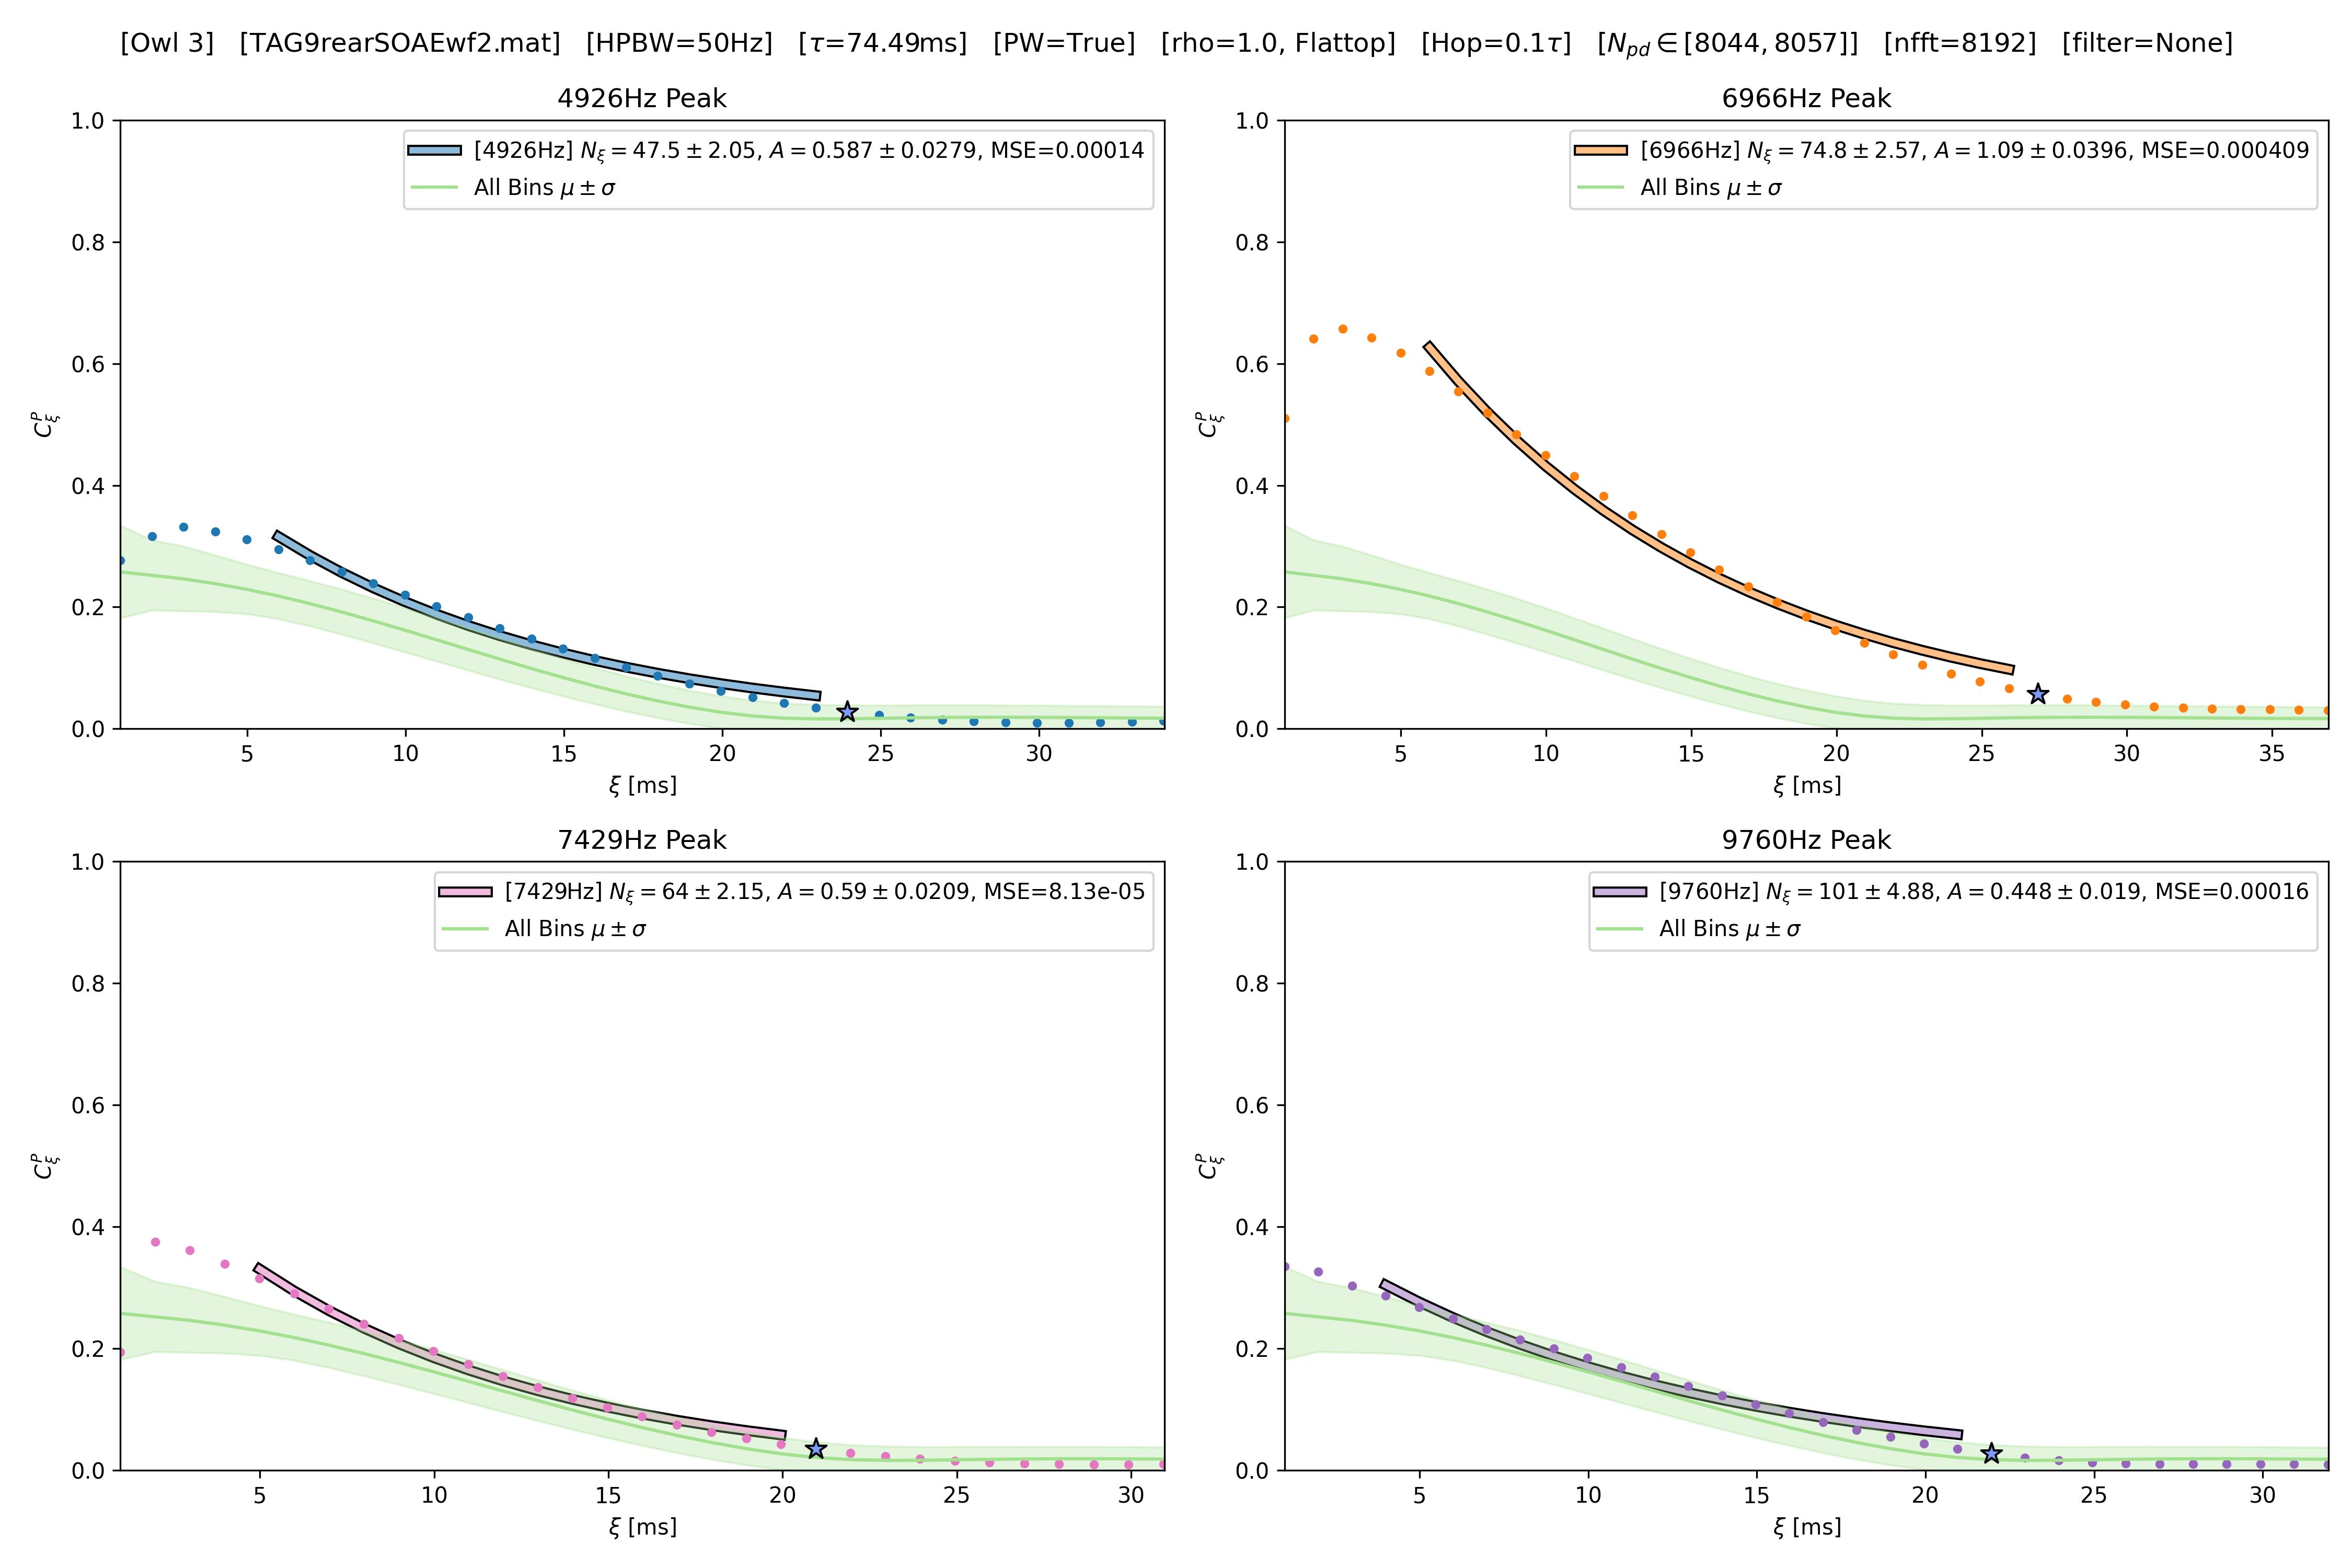 [Owl 3] [TAG9rearSOAEwf2.mat] [HPBW=50Hz] [τ=74.49ms] [PW=True] [rho=1.0, Flattop] [Hop=0.1τ] [N_pd ∈ [8044, 8057]] [nfft=8192] [filter=None]
4926Hz Peak
[4926Hz] N_ξ = 47.5 ± 2.05, A = 0.587 ± 0.0279, MSE=0.00014
All Bins μ ± σ
1.0
0.8
0.6
0.4
0.2
0.0
C_ξ^P
5 10 15 20 25 30
ξ [ms]
6966Hz Peak
[6966Hz] N_ξ = 74.8 ± 2.57, A = 1.09 ± 0.0396, MSE=0.000409
All Bins μ ± σ
1.0
0.8
0.6
0.4
0.2
0.0
C_ξ^P
5 10 15 20 25 30 35
ξ [ms]
7429Hz Peak
[7429Hz] N_ξ = 64 ± 2.15, A = 0.59 ± 0.0209, MSE=8.13e-05
All Bins μ ± σ
1.0
0.8
0.6
0.4
0.2
0.0
C_ξ^P
5 10 15 20 25 30
ξ [ms]
9760Hz Peak
[9760Hz] N_ξ = 101 ± 4.88, A = 0.448 ± 0.019, MSE=0.00016
All Bins μ ± σ
1.0
0.8
0.6
0.4
0.2
0.0
C_ξ^P
5 10 15 20 25 30
ξ [ms]